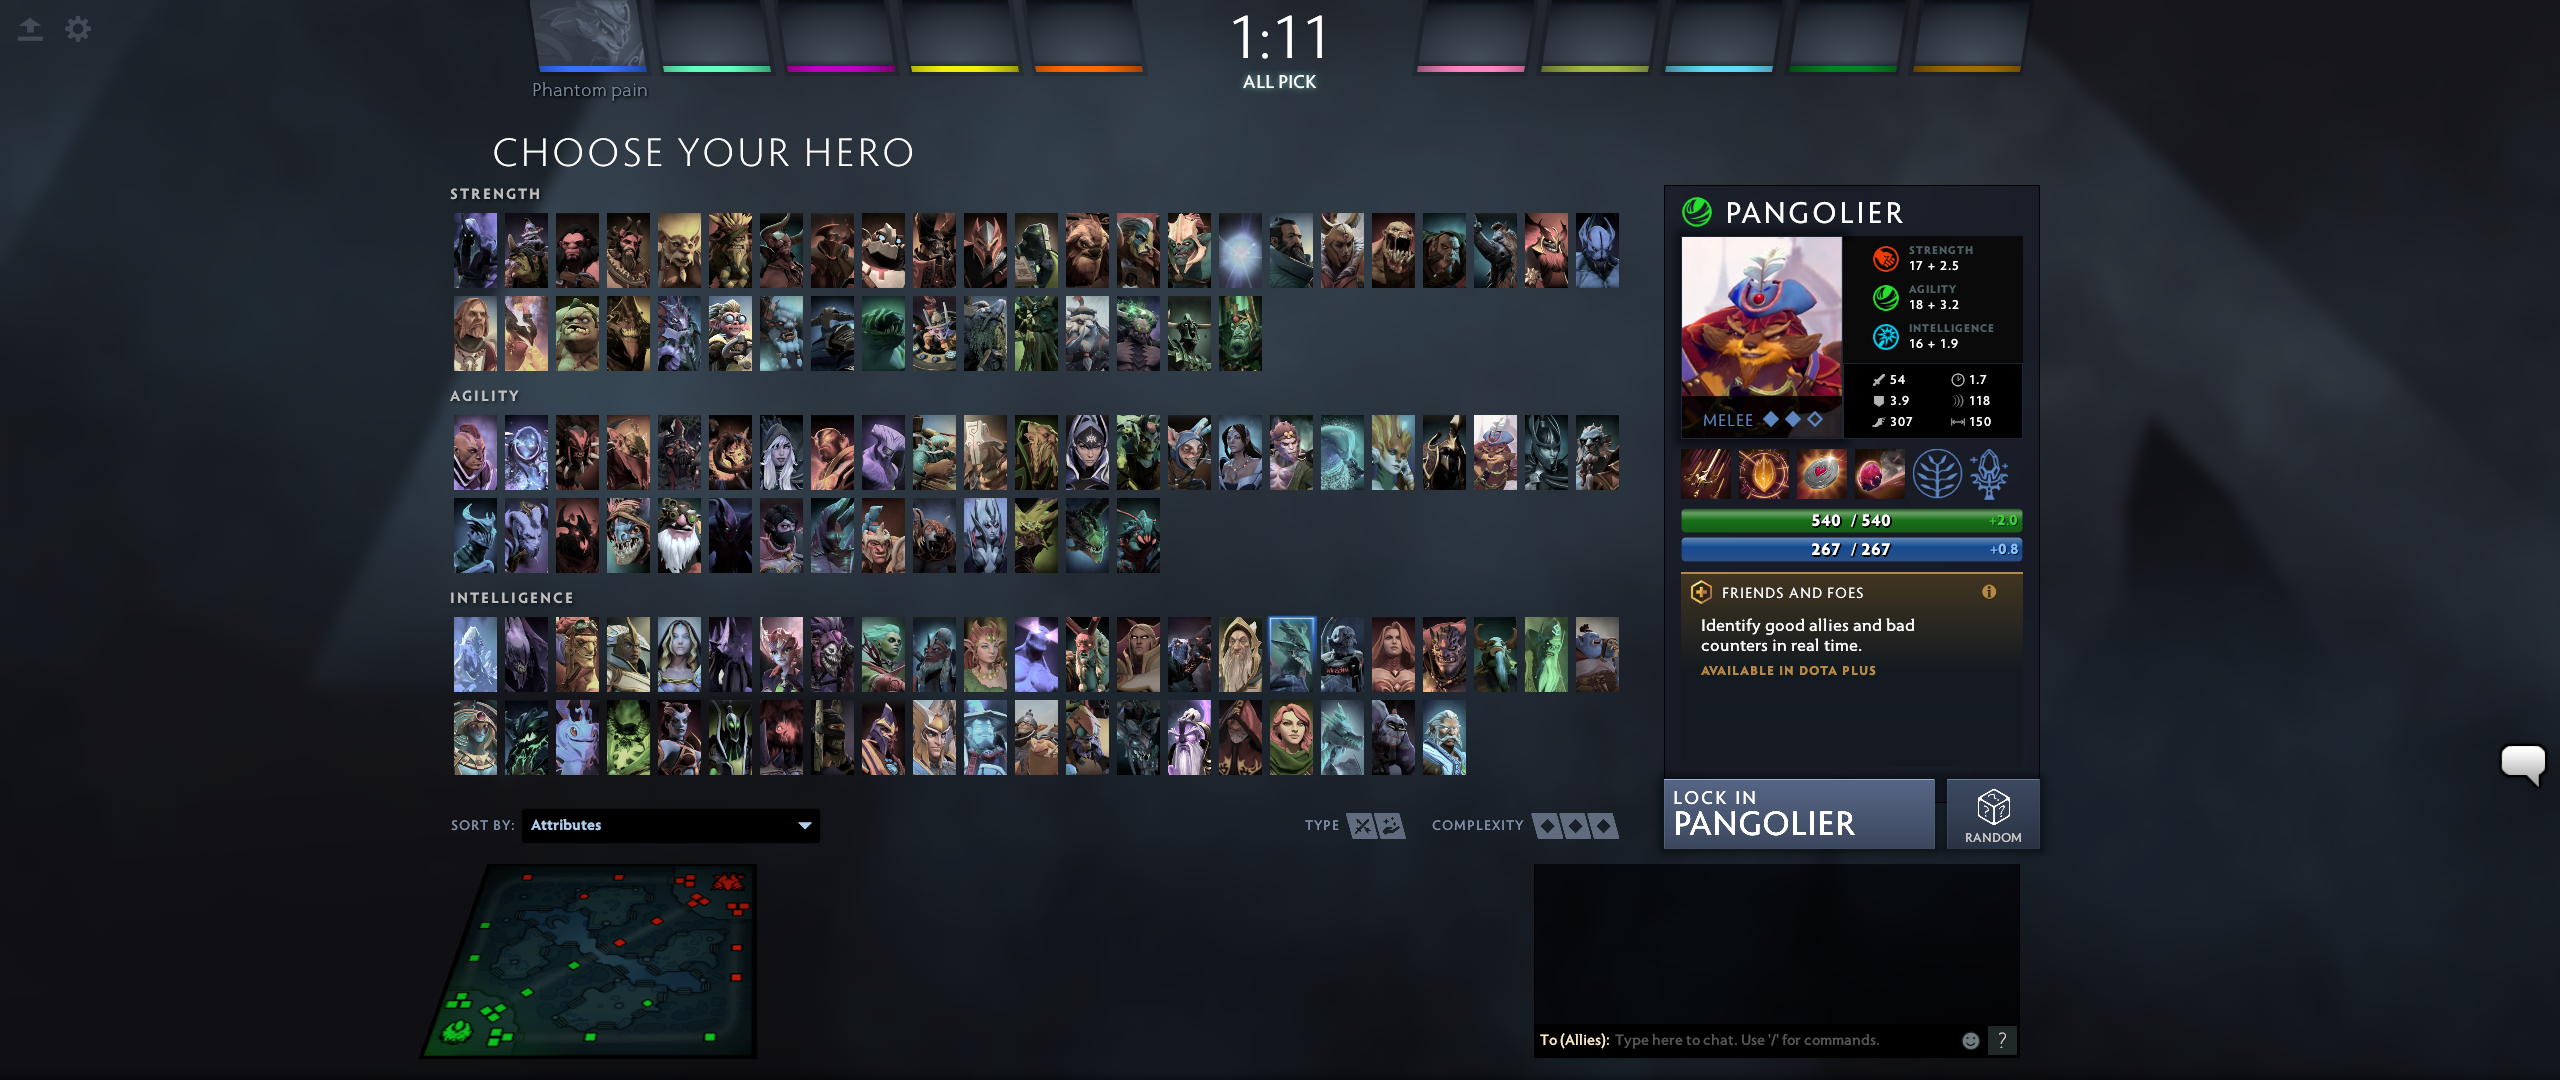 1:11
ALL PICK
Phantom pain
CHOOSE YOUR HERO
STRENGTH
AGILITY
INTELLIGENCE
PANGOLIER
STRENGTH
17 + 2.5
AGILITY
18 + 3.2
INTELLIGENCE
16 + 1.9
MELEE
54 1.7
3.9 118
307 150
540 / 540 +2.0
267 / 267 +0.8
FRIENDS AND FOES
Identify good allies and bad
counters in real time.
AVAILABLE IN DOTA PLUS
LOCK IN
PANGOLIER
RANDOM
SORT BY: Attributes
TYPE COMPLEXITY
To (Allies): Type here to chat. Use '/' for commands. ?